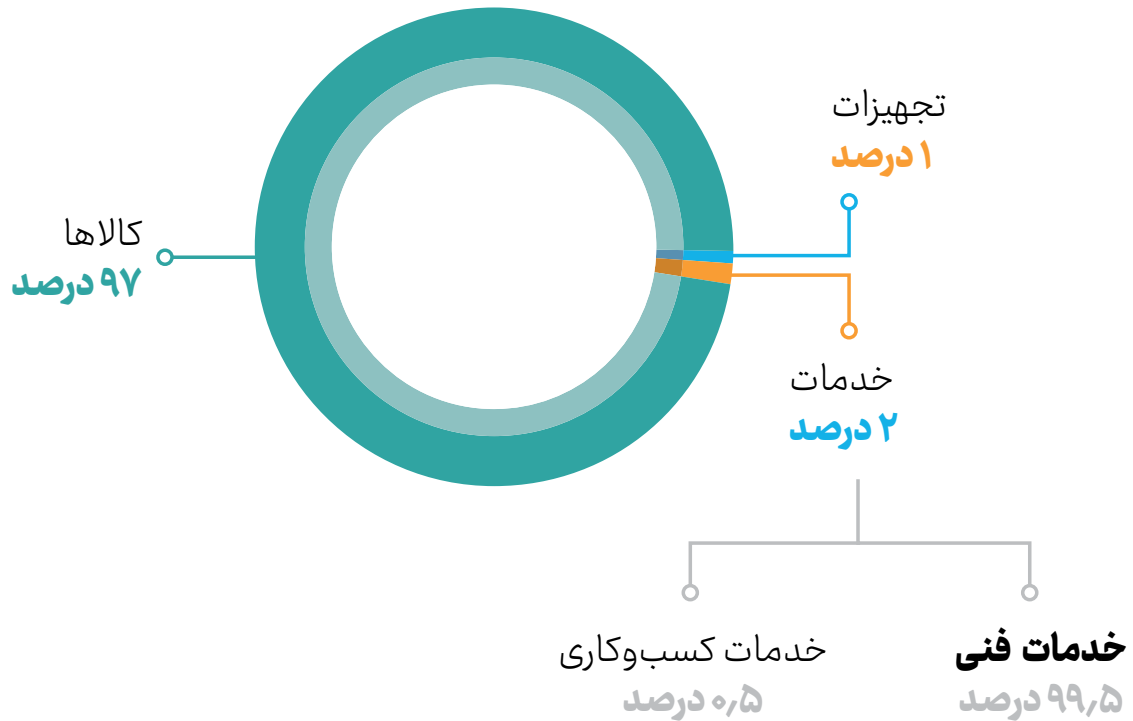 تجهیزات
۱ درصد
کالاها
۹۷ درصد
خدمات
۲ درصد
خدمات فنی
۹۹٫۵ درصد
خدمات کسب‌وکاری
۰٫۵ درصد